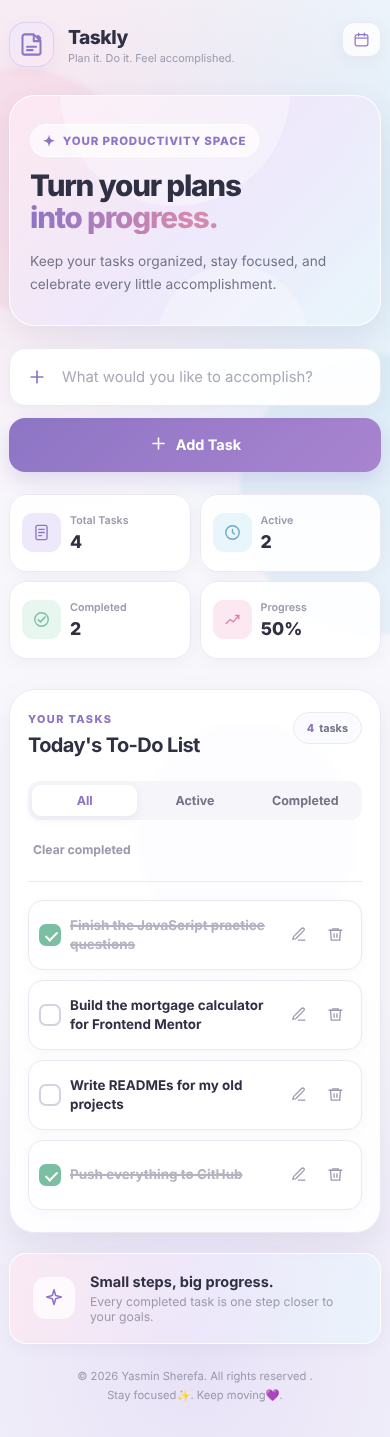 Taskly
Plan it. Do it. Feel accomplished.
YOUR PRODUCTIVITY SPACE
Turn your plans
into progress.
Keep your tasks organized, stay focused, and
celebrate every little accomplishment.
What would you like to accomplish?
Add Task
Total Tasks
4
Active
2
Completed
2
Progress
50%
YOUR TASKS
Today's To-Do List
4 tasks
All
Active
Completed
Clear completed
Finish the JavaScript practice
questions
Build the mortgage calculator
for Frontend Mentor
Write READMEs for my old
projects
Push everything to GitHub
Small steps, big progress.
Every completed task is one step closer to
your goals.
© 2026 Yasmin Sherefa. All rights reserved .
Stay focused✨. Keep moving💜.